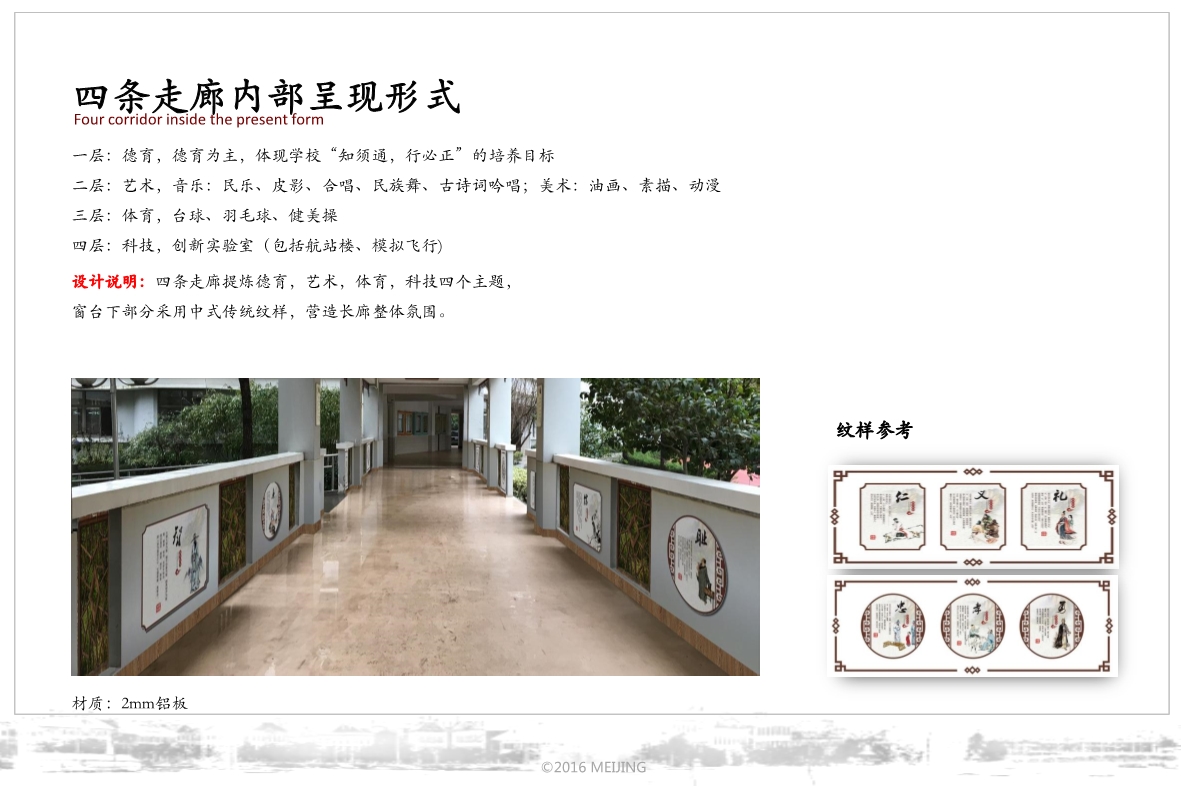 四条走廊内部呈现形式
Four corridor inside the present form
一层：德育，德育为主，体现学校“知须通，行必正”的培养目标
二层：艺术，音乐：民乐、皮影、合唱、民族舞、古诗词吟唱；美术：油画、素描、动漫
三层：体育，台球、羽毛球、健美操
四层：科技，创新实验室（包括航站楼、模拟飞行)
设计说明：四条走廊提炼德育，艺术，体育，科技四个主题，
窗台下部分采用中式传统纹样，营造长廊整体氛围。
耻
纹样参考
仁
义
礼
忠
孝
勇
材质：2mm铝板
©2016 MEIJING